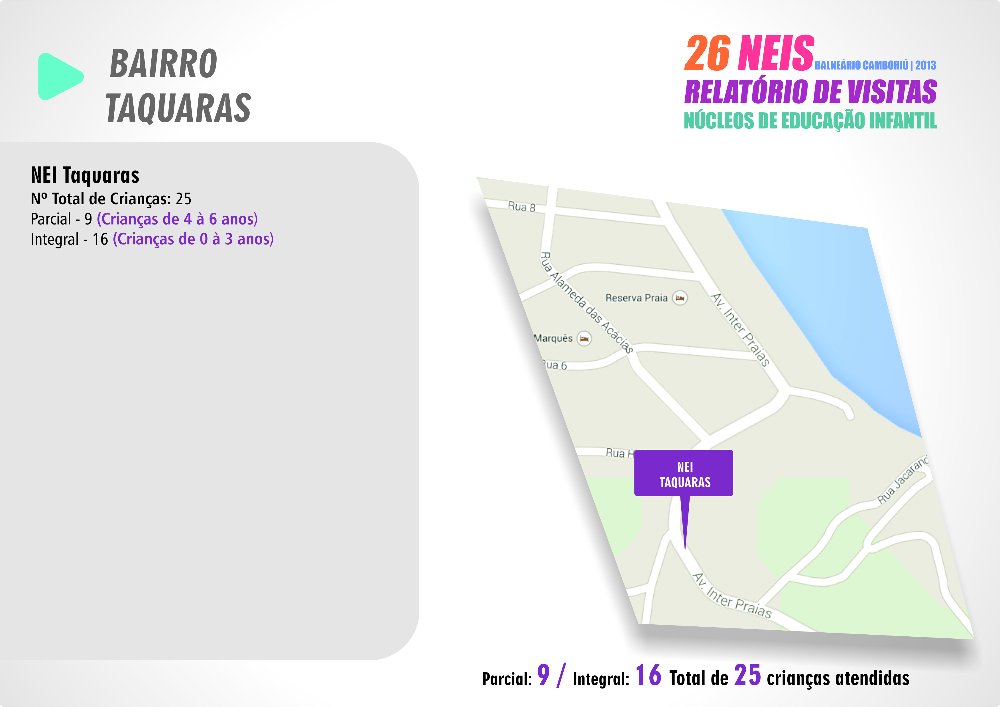 BAIRRO
TAQUARAS
26 NEIS BALNEÁRIO CAMBORIÚ | 2013
RELATÓRIO DE VISITAS
NÚCLEOS DE EDUCAÇÃO INFANTIL
NEI Taquaras
Nº Total de Crianças: 25
Parcial - 9 (Crianças de 4 à 6 anos)
Integral - 16 (Crianças de 0 à 3 anos)
Rua 8
Rua Alameda das Acácias
Reserva Praia
Av. Inter Praias
Marquês
Rua 6
Rua H
NEI
TAQUARAS
Rua Jacarand
Av. Inter Praias
Parcial: 9 / Integral: 16 Total de 25 crianças atendidas